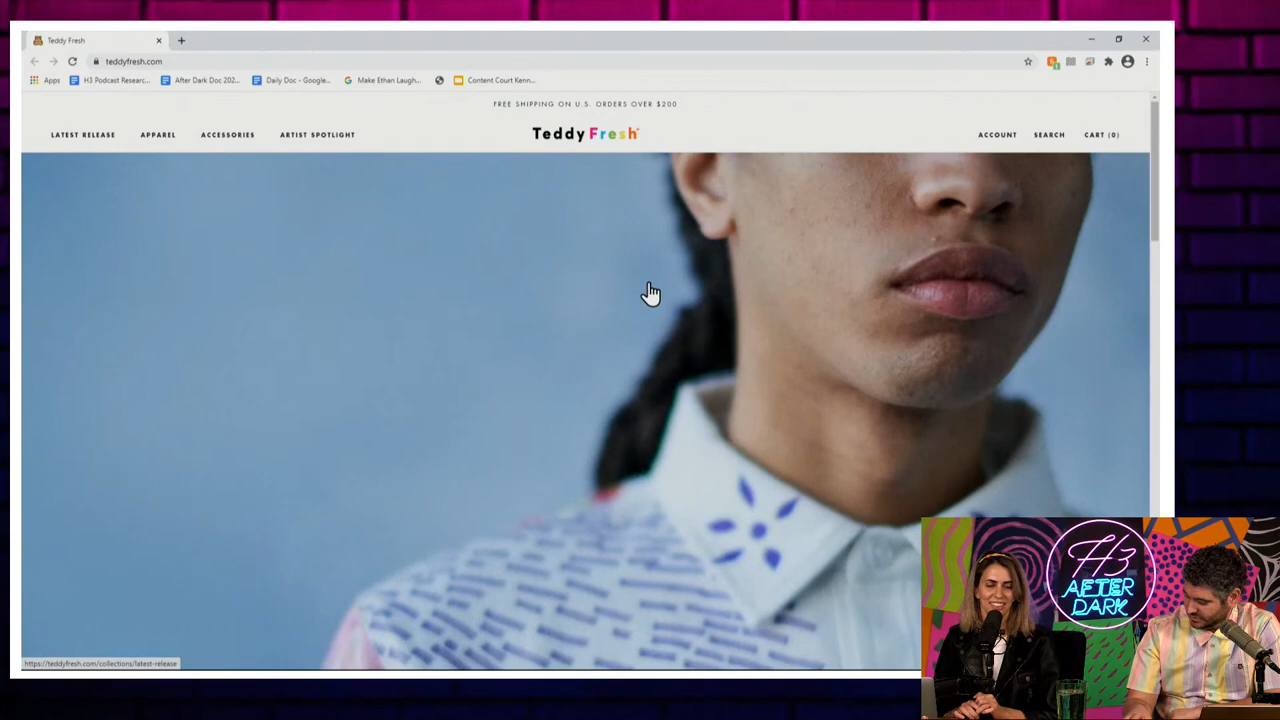 Teddy Fresh
teddyfresh.com
Apps H3 Podcast Researc... After Dark Doc 202... Daily Doc - Google... Make Ethan Laugh... Content Court Kenn...
FREE SHIPPING ON U.S. ORDERS OVER $200
LATEST RELEASE APPAREL ACCESSORIES ARTIST SPOTLIGHT Teddy Fresh ACCOUNT SEARCH CART (0)
https://teddyfresh.com/collections/latest-release
H3
AFTER
DARK